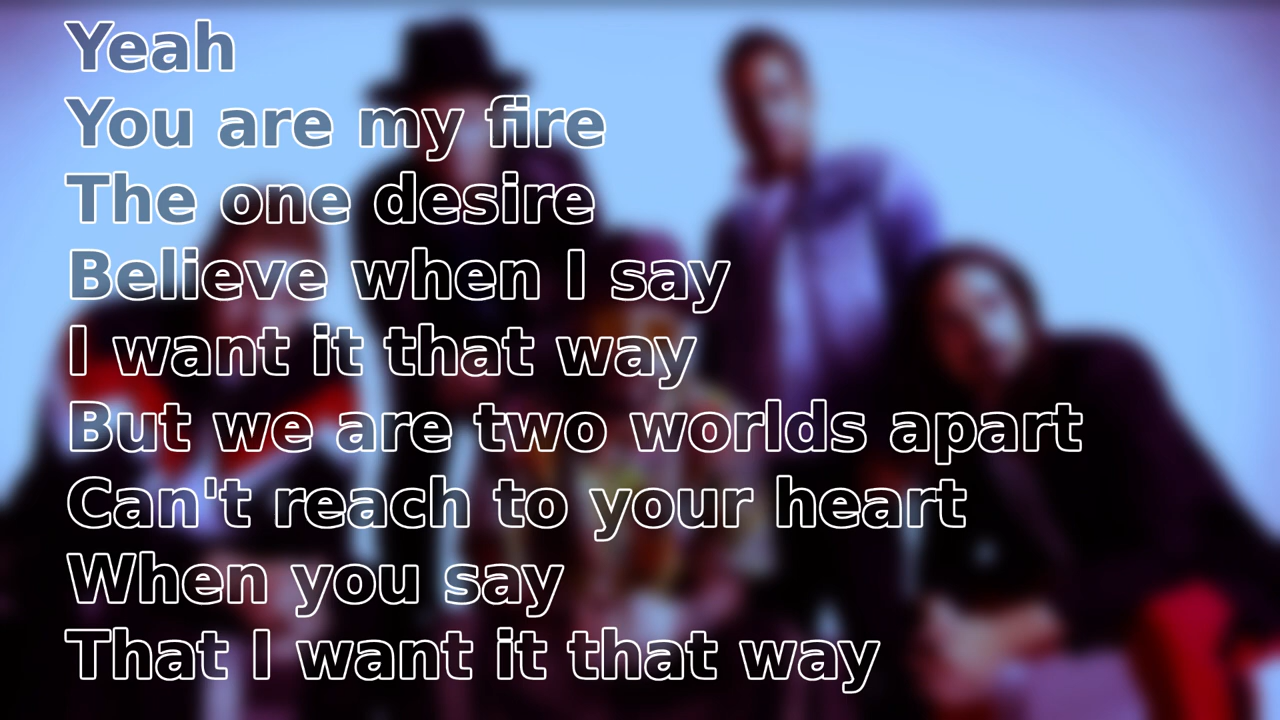 Yeah
You are my fire
The one desire
Believe when I say
I want it that way
But we are two worlds apart
Can't reach to your heart
When you say
That I want it that way